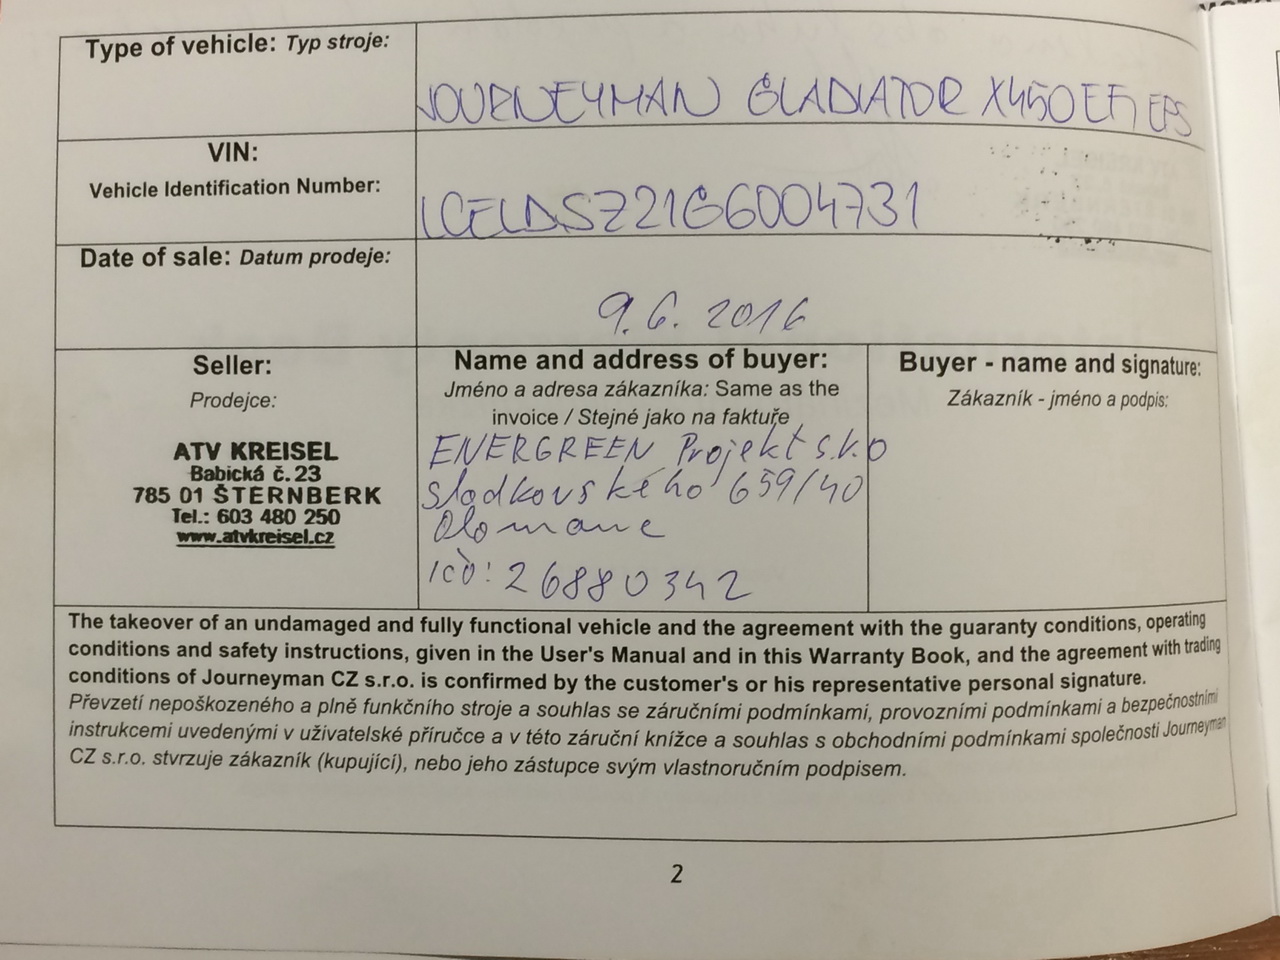 Type of vehicle: Typ stroje:
JOURNEYMAN GLADIATOR X450 EFI EPS
VIN:
Vehicle Identification Number:
LCELDSZ21G6004731
Date of sale: Datum prodeje:
9.6. 2016
Seller:
Prodejce:
ATV KREISEL
Babická č.23
785 01 ŠTERNBERK
Tel.: 603 480 250
www.atvkreisel.cz
Name and address of buyer:
Jméno a adresa zákazníka: Same as the
invoice / Stejné jako na faktuře
ENERGREEN Projekt s.r.o
Sladkovského 659/40
Olomouc
IČO: 26880342
Buyer - name and signature:
Zákazník - jméno a podpis:
The takeover of an undamaged and fully functional vehicle and the agreement with the guaranty conditions, operating
conditions and safety instructions, given in the User's Manual and in this Warranty Book, and the agreement with trading
conditions of Journeyman CZ s.r.o. is confirmed by the customer's or his representative personal signature.
Převzetí nepoškozeného a plně funkčního stroje a souhlas se záručními podmínkami, provozními podmínkami a bezpečnostními
instrukcemi uvedenými v uživatelské příručce a v této záruční knížce a souhlas s obchodními podmínkami společnosti Journeyman
CZ s.r.o. stvrzuje zákazník (kupující), nebo jeho zástupce svým vlastnoručním podpisem.
2